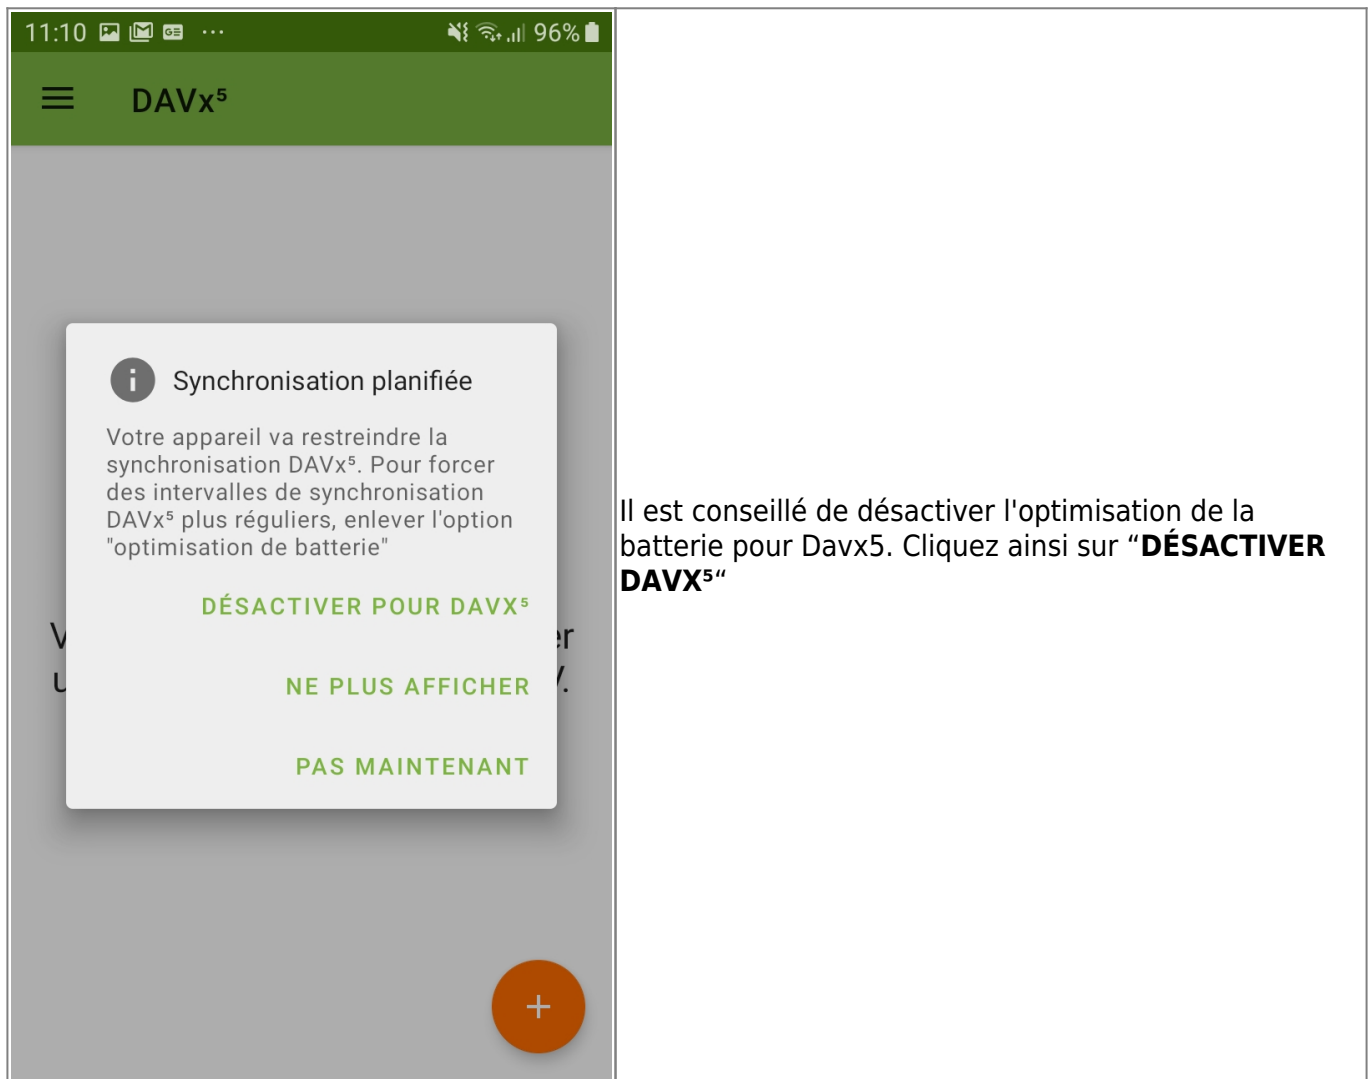 11:10
96%
DAVx⁵
Synchronisation planifiée
Votre appareil va restreindre la
synchronisation DAVx⁵. Pour forcer
des intervalles de synchronisation
DAVx⁵ plus réguliers, enlever l'option
"optimisation de batterie"
DÉSACTIVER POUR DAVX⁵
NE PLUS AFFICHER
PAS MAINTENANT
Il est conseillé de désactiver l'optimisation de la
batterie pour Davx5. Cliquez ainsi sur “DÉSACTIVER
DAVX⁵“